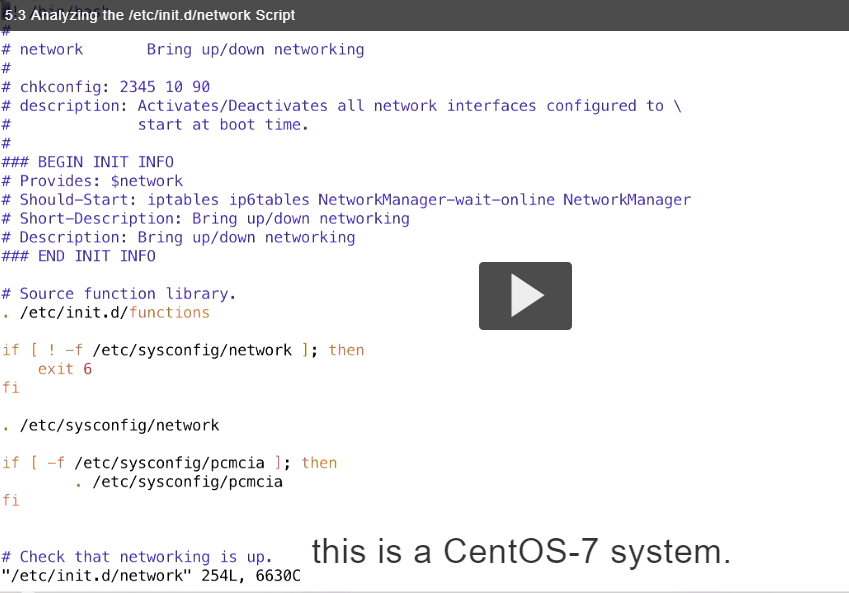 5.3 Analyzing the /etc/init.d/network Script
#
# network       Bring up/down networking
#
# chkconfig: 2345 10 90
# description: Activates/Deactivates all network interfaces configured to \
#              start at boot time.
#
### BEGIN INIT INFO
# Provides: $network
# Should-Start: iptables ip6tables NetworkManager-wait-online NetworkManager
# Short-Description: Bring up/down networking
# Description: Bring up/down networking
### END INIT INFO
# Source function library.
. /etc/init.d/functions
if [ ! -f /etc/sysconfig/network ]; then
    exit 6
fi
. /etc/sysconfig/network
if [ -f /etc/sysconfig/pcmcia ]; then
        . /etc/sysconfig/pcmcia
fi
# Check that networking is up.
this is a CentOS-7 system.
"/etc/init.d/network" 254L, 6630C